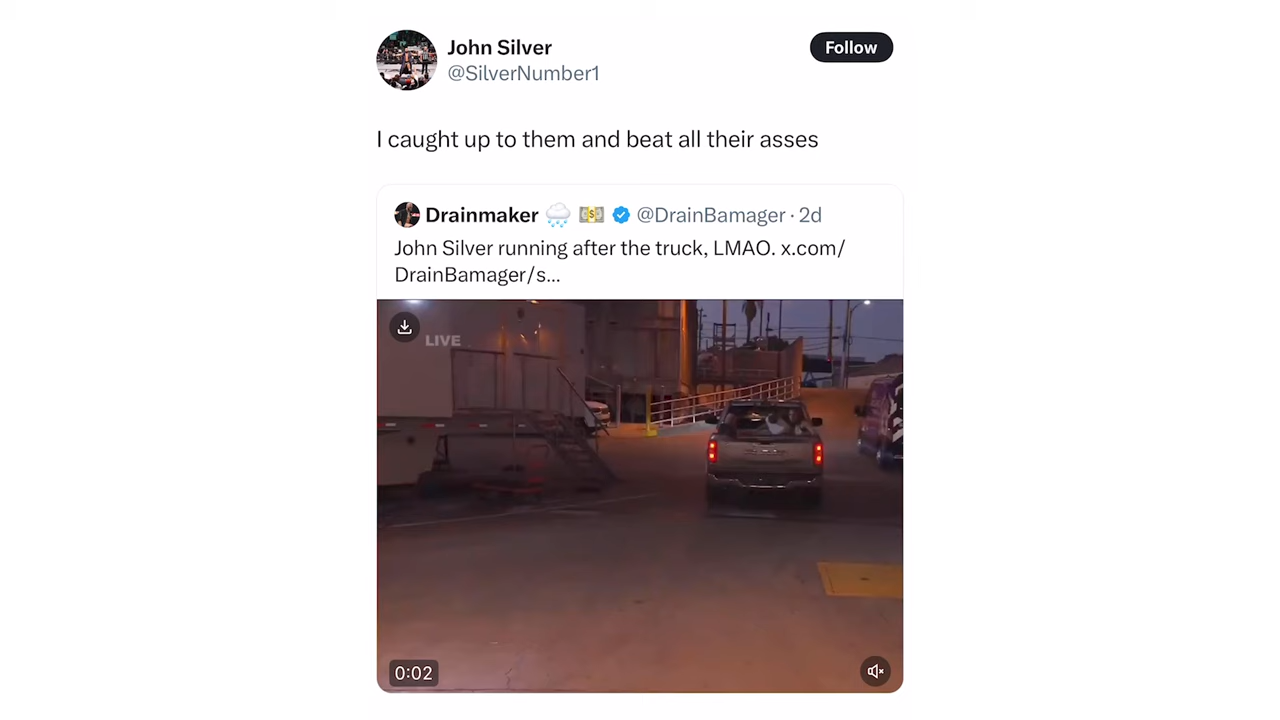 John Silver
@SilverNumber1
Follow
I caught up to them and beat all their asses
Drainmaker 🌧️ 💵 @DrainBamager · 2d
John Silver running after the truck, LMAO. x.com/
DrainBamager/s...
LIVE
0:02